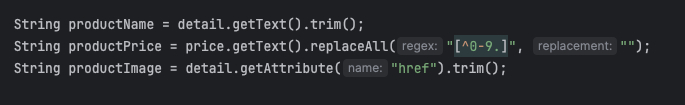 String productName = detail.getText().trim();
String productPrice = price.getText().replaceAll( regex: "[^0-9.]", replacement: "");
String productImage = detail.getAttribute( name: "href").trim();